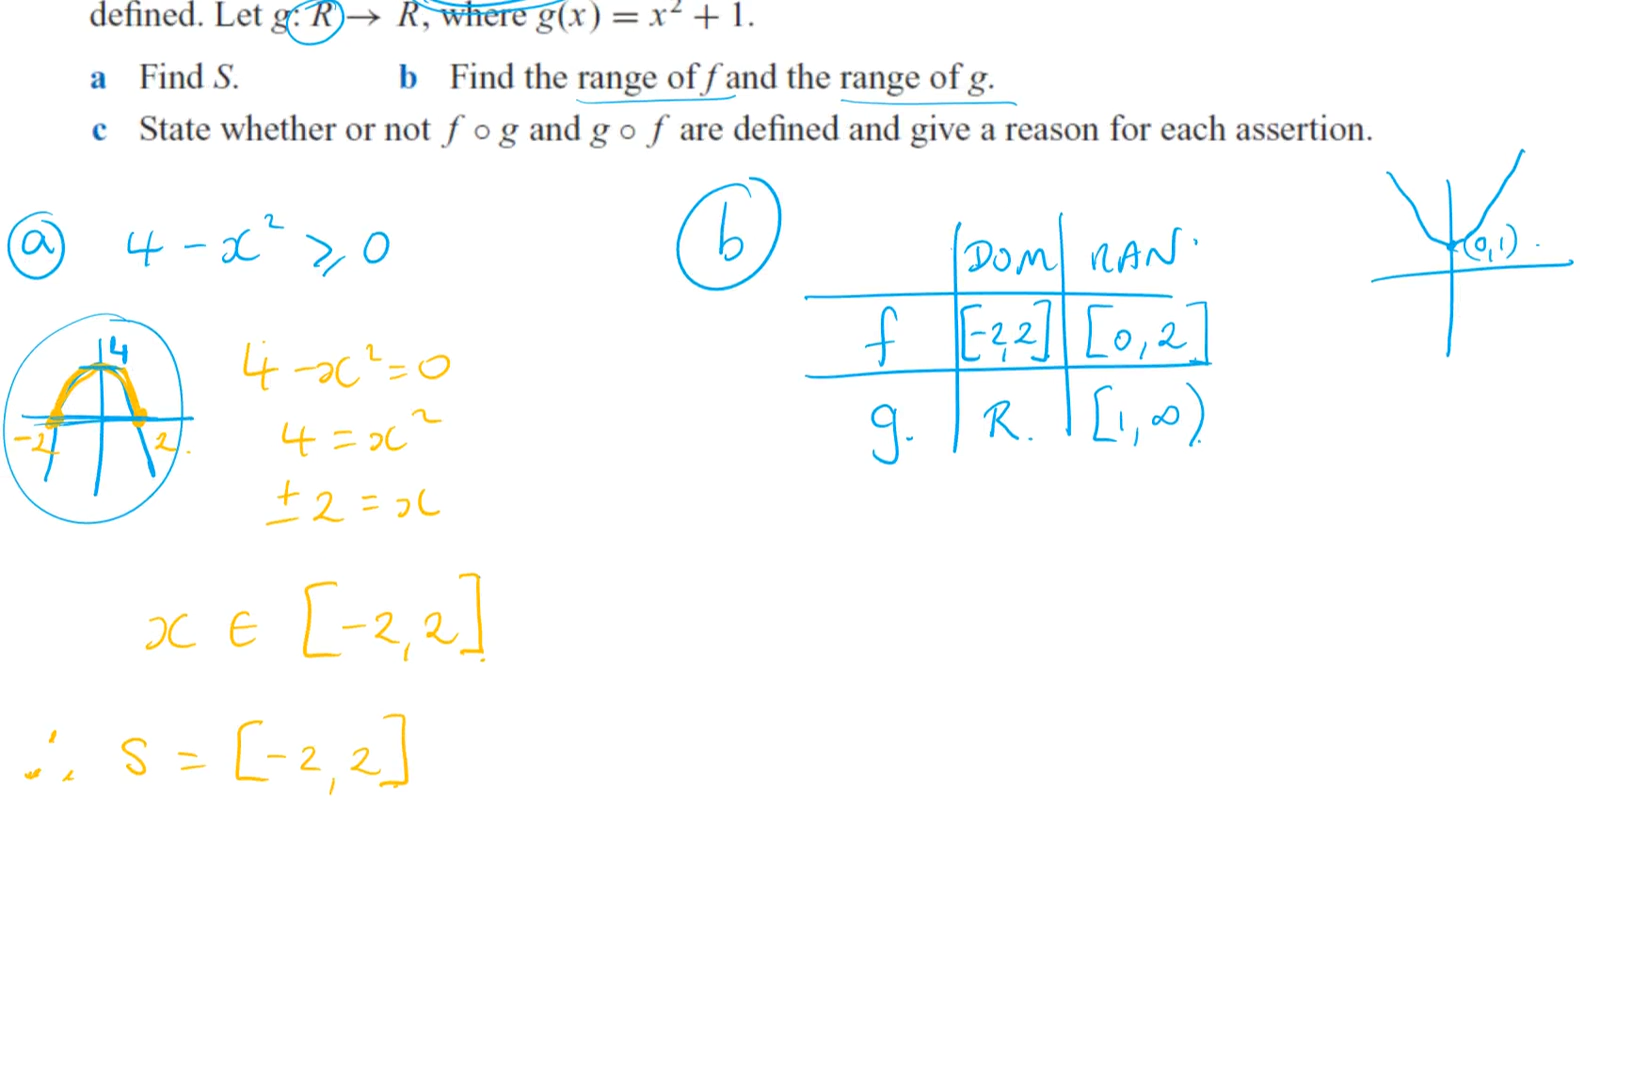 defined. Let g: R → R, where g(x) = x² + 1.
a Find S. b Find the range of f and the range of g.
c State whether or not f ∘ g and g ∘ f are defined and give a reason for each assertion.
(a) 4 - x² ≥ 0
4
-2 2.
4 - x² = 0
4 = x²
± 2 = x
x ∈ [-2, 2]
∴ S = [-2, 2]
(b)
DOM RAN.
f [-2,2] [0, 2]
g. R. [1, ∞)
(0,1).